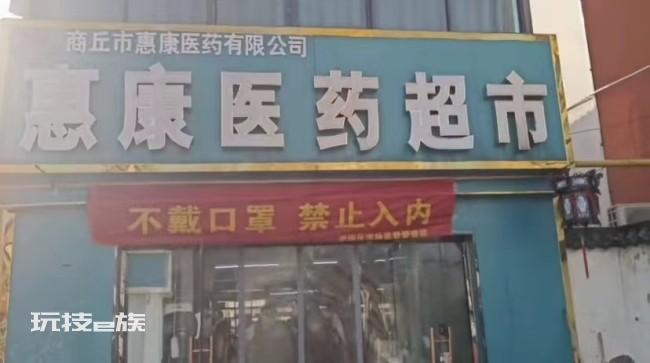 商丘市惠康医药有限公司
惠康医药超市
不戴口罩 禁止入内
玩技e族